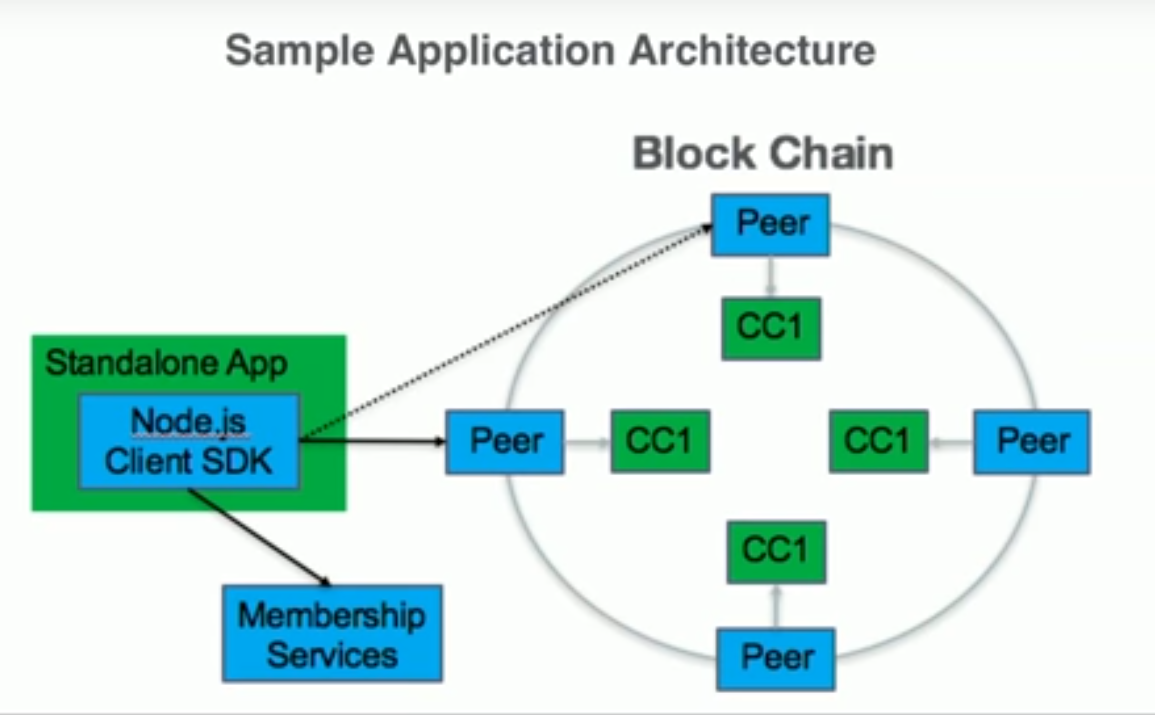 Sample Application Architecture
Block Chain
Peer
CC1
Standalone App
Node.js
Client SDK
Peer
CC1
CC1
Peer
CC1
Membership
Services
Peer